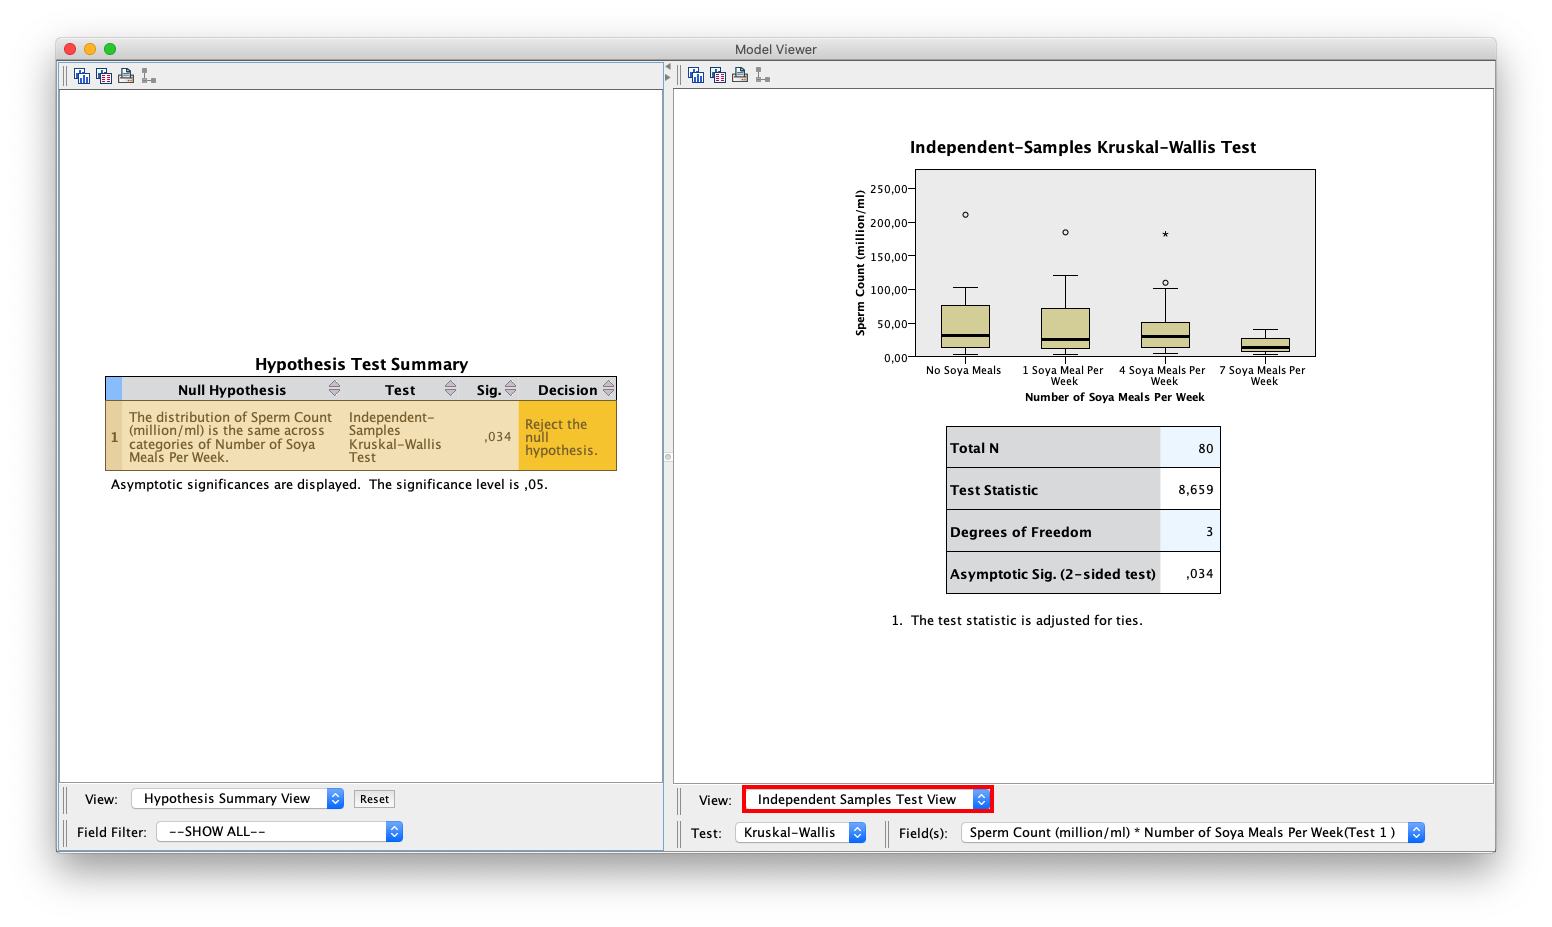 Model Viewer
Hypothesis Test Summary
Null Hypothesis Test Sig. Decision
1 The distribution of Sperm Count (million/ml) is the same across categories of Number of Soya Meals Per Week. Independent-Samples Kruskal-Wallis Test ,034 Reject the null hypothesis.
Asymptotic significances are displayed. The significance level is ,05.
View: Hypothesis Summary View Reset
Field Filter: --SHOW ALL--
Independent-Samples Kruskal-Wallis Test
Sperm Count (million/ml)
250,00
200,00
150,00
100,00
50,00
0,00
No Soya Meals 1 Soya Meal Per Week 4 Soya Meals Per Week 7 Soya Meals Per Week
Number of Soya Meals Per Week
Total N 80
Test Statistic 8,659
Degrees of Freedom 3
Asymptotic Sig. (2-sided test) ,034
1. The test statistic is adjusted for ties.
View: Independent Samples Test View
Test: Kruskal-Wallis Field(s): Sperm Count (million/ml) * Number of Soya Meals Per Week(Test 1 )